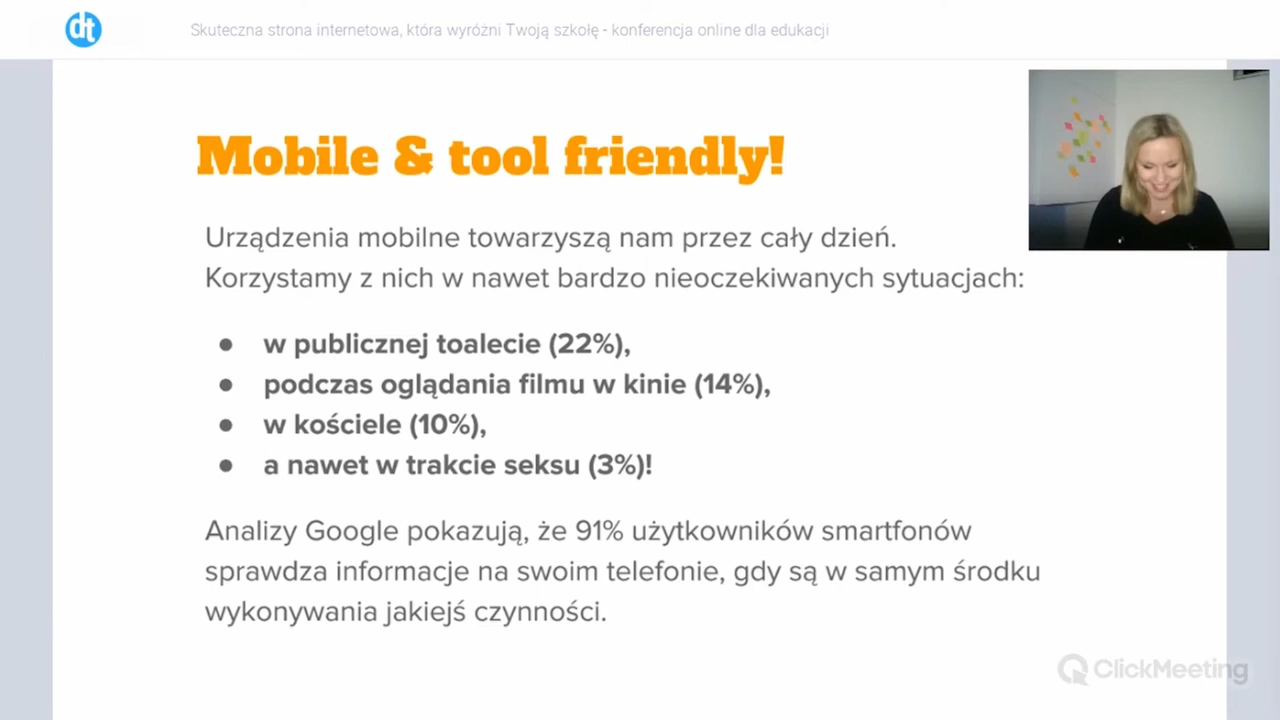 dt
Skuteczna strona internetowa, która wyróżni Twoją szkołę - konferencja online dla edukacji
Mobile & tool friendly!
Urządzenia mobilne towarzyszą nam przez cały dzień.
Korzystamy z nich w nawet bardzo nieoczekiwanych sytuacjach:
● w publicznej toalecie (22%),
● podczas oglądania filmu w kinie (14%),
● w kościele (10%),
● a nawet w trakcie seksu (3%)!
Analizy Google pokazują, że 91% użytkowników smartfonów
sprawdza informacje na swoim telefonie, gdy są w samym środku
wykonywania jakiejś czynności.
ClickMeeting